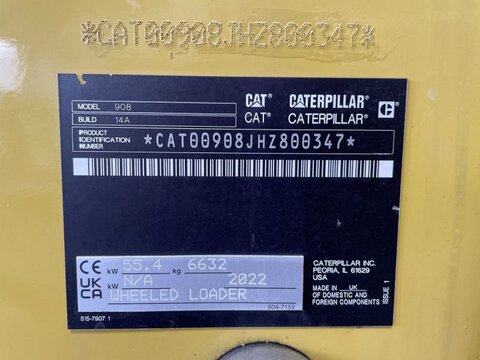 *CAT00908JHZ800347*
MODEL 908
BUILD 14A
CAT CATERPILLAR
CAT CATERPILLAR
C
PRODUCT IDENTIFICATION NUMBER
*CAT00908JHZ800347*
CE UKCA
kW 55.4 kg 6632
kW N/A 2022
WHEELED LOADER
604-7159
515-7907 1
CATERPILLAR INC.
PEORIA, IL 61629
USA
MADE IN UK
OF DOMESTIC AND
FOREIGN COMPONENTS
ISSUE 1